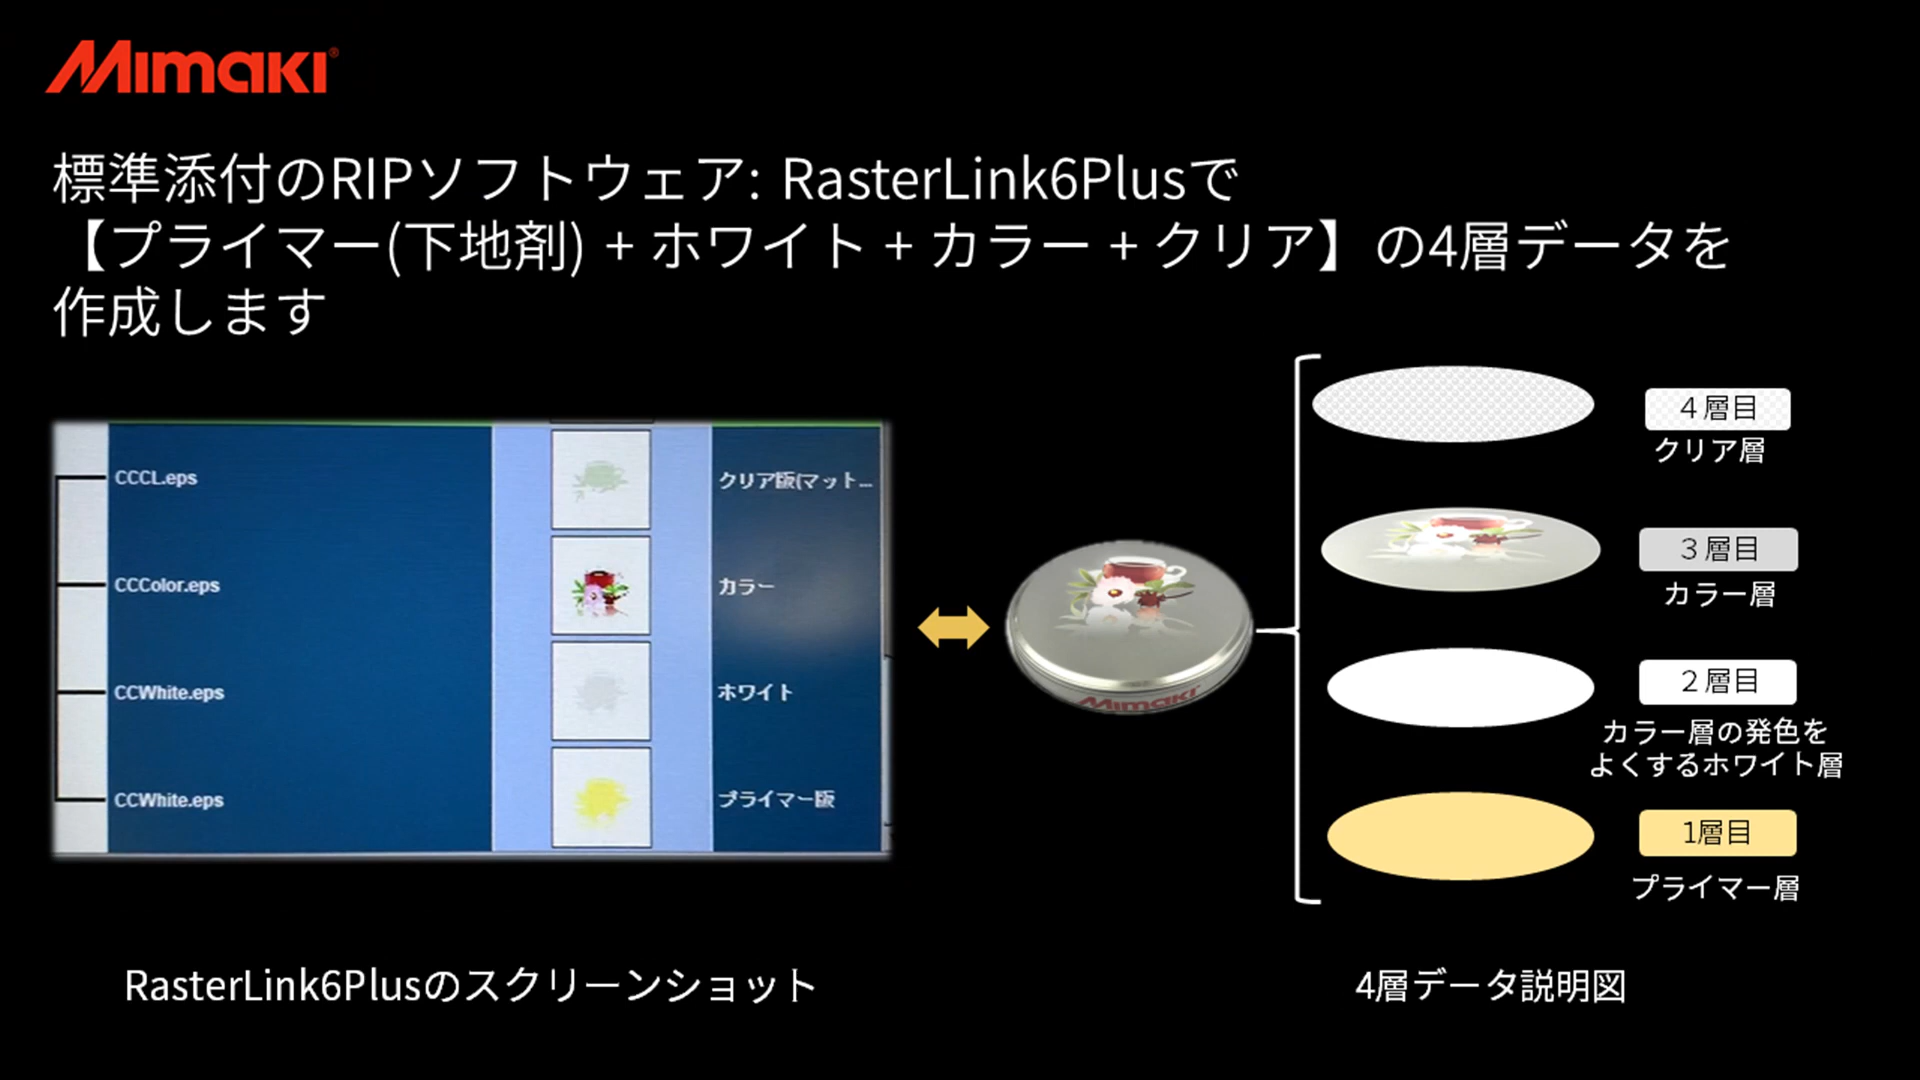 Mimaki®
標準添付のRIPソフトウェア: RasterLink6Plusで
【プライマー(下地剤) + ホワイト + カラー + クリア】の4層データを
作成します
CCCL.eps
クリア版(マット...
CCColor.eps
カラー
CCWhite.eps
ホワイト
CCWhite.eps
プライマー版
Mimaki
４層目
クリア層
３層目
カラー層
２層目
カラー層の発色を
よくするホワイト層
1層目
プライマー層
RasterLink6Plusのスクリーンショット
4層データ説明図